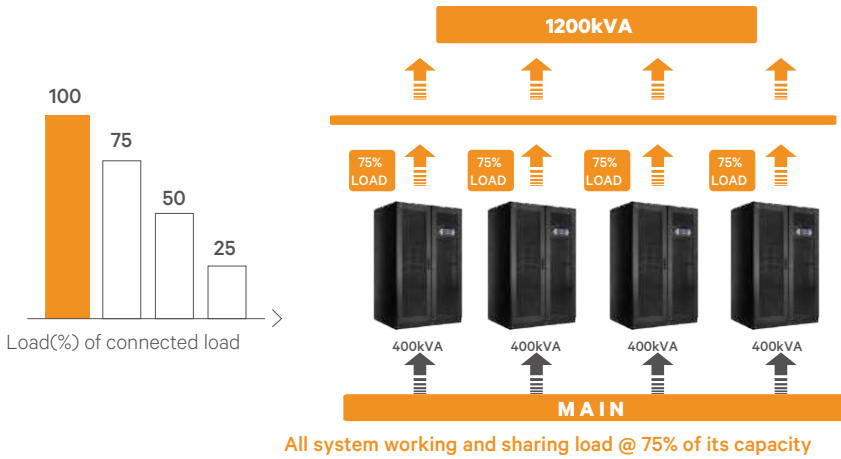 100
75
50
25
Load(%) of connected load
1200kVA
75%
LOAD
75%
LOAD
75%
LOAD
75%
LOAD
400kVA
400kVA
400kVA
400kVA
MAIN
All system working and sharing load @ 75% of its capacity